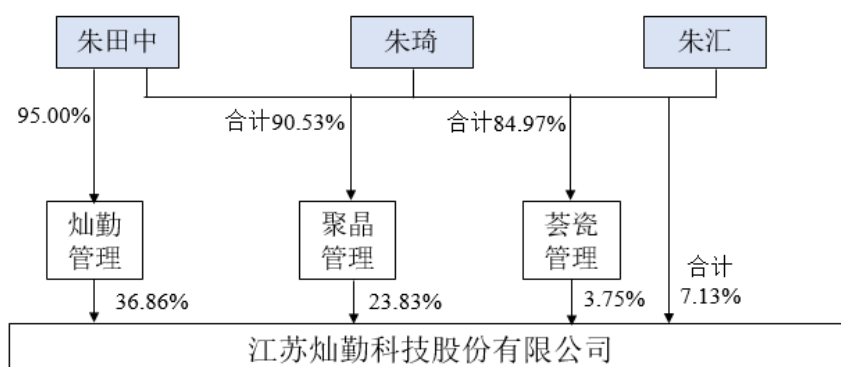 朱田中
朱琦
朱汇
95.00%
合计90.53%
合计84.97%
灿勤
管理
聚晶
管理
荟瓷
管理
合计
7.13%
36.86%
23.83%
3.75%
江苏灿勤科技股份有限公司